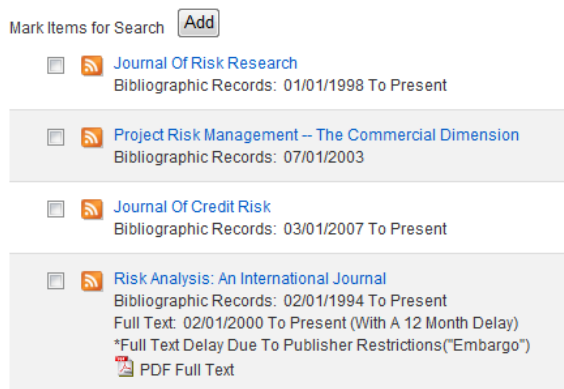 Mark Items for Search Add
Journal Of Risk Research
Bibliographic Records: 01/01/1998 To Present
Project Risk Management -- The Commercial Dimension
Bibliographic Records: 07/01/2003
Journal Of Credit Risk
Bibliographic Records: 03/01/2007 To Present
Risk Analysis: An International Journal
Bibliographic Records: 02/01/1994 To Present
Full Text: 02/01/2000 To Present (With A 12 Month Delay)
*Full Text Delay Due To Publisher Restrictions("Embargo")
PDF Full Text